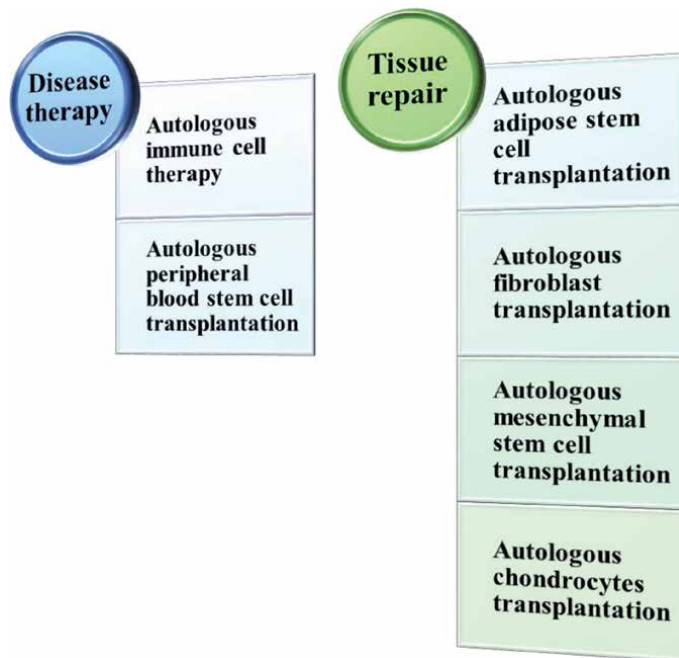 Disease
therapy
Autologous
immune cell
therapy
Autologous
peripheral
blood stem cell
transplantation
Tissue
repair
Autologous
adipose stem
cell
transplantation
Autologous
fibroblast
transplantation
Autologous
mesenchymal
stem cell
transplantation
Autologous
chondrocytes
transplantation